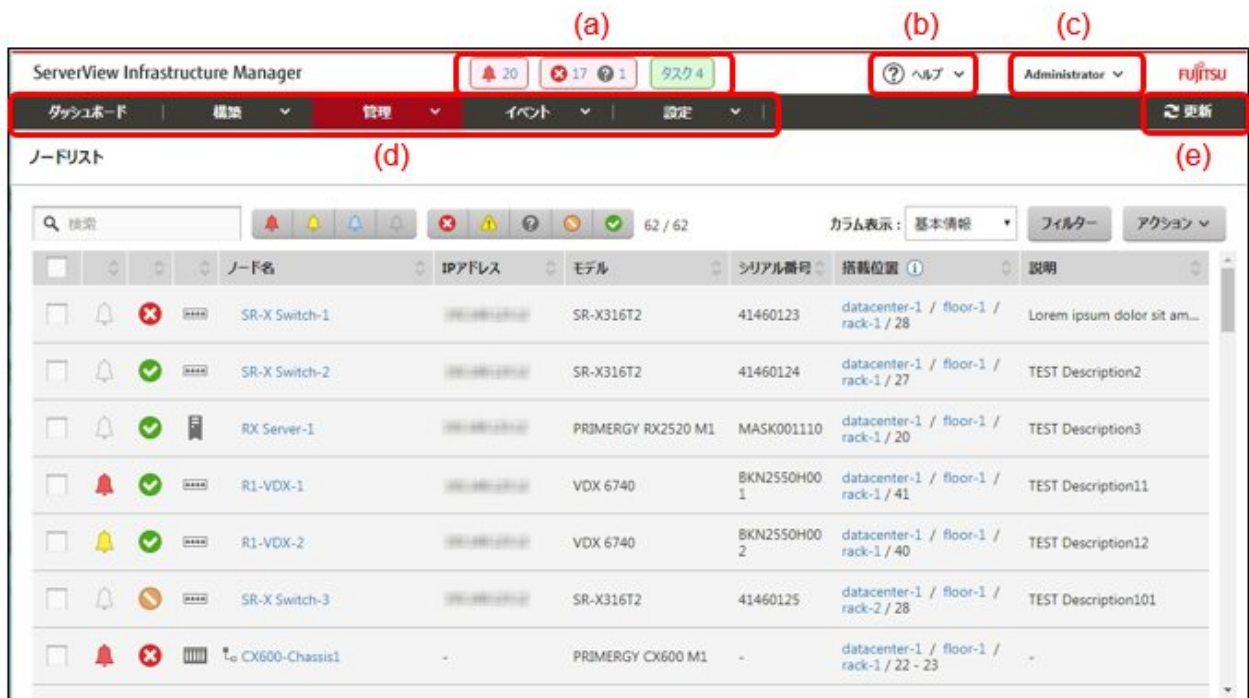 (a)
(b)
(c)
ServerView Infrastructure Manager
20
17
1
タスク 4
ヘルプ
Administrator
FUJITSU
ダッシュボード
構築
管理
イベント
設定
更新
ノードリスト
(d)
(e)
検索
62 / 62
カラム表示 : 基本情報
フィルター
アクション
ノード名 IPアドレス モデル シリアル番号 搭載位置 説明
SR-X Switch-1 SR-X316T2 41460123 datacenter-1 / floor-1 / Lorem ipsum dolor sit am...
rack-1 / 28
SR-X Switch-2 SR-X316T2 41460124 datacenter-1 / floor-1 / TEST Description2
rack-1 / 27
RX Server-1 PRIMERGY RX2520 M1 MASK001110 datacenter-1 / floor-1 / TEST Description3
rack-1 / 20
R1-VDX-1 VDX 6740 BKN2550H00 datacenter-1 / floor-1 / TEST Description11
1 rack-1 / 41
R1-VDX-2 VDX 6740 BKN2550H00 datacenter-1 / floor-1 / TEST Description12
2 rack-1 / 40
SR-X Switch-3 SR-X316T2 41460125 datacenter-1 / floor-1 / TEST Description101
rack-2 / 28
CX600-Chassis1 - PRIMERGY CX600 M1 - datacenter-1 / floor-1 / -
rack-1 / 22 - 23